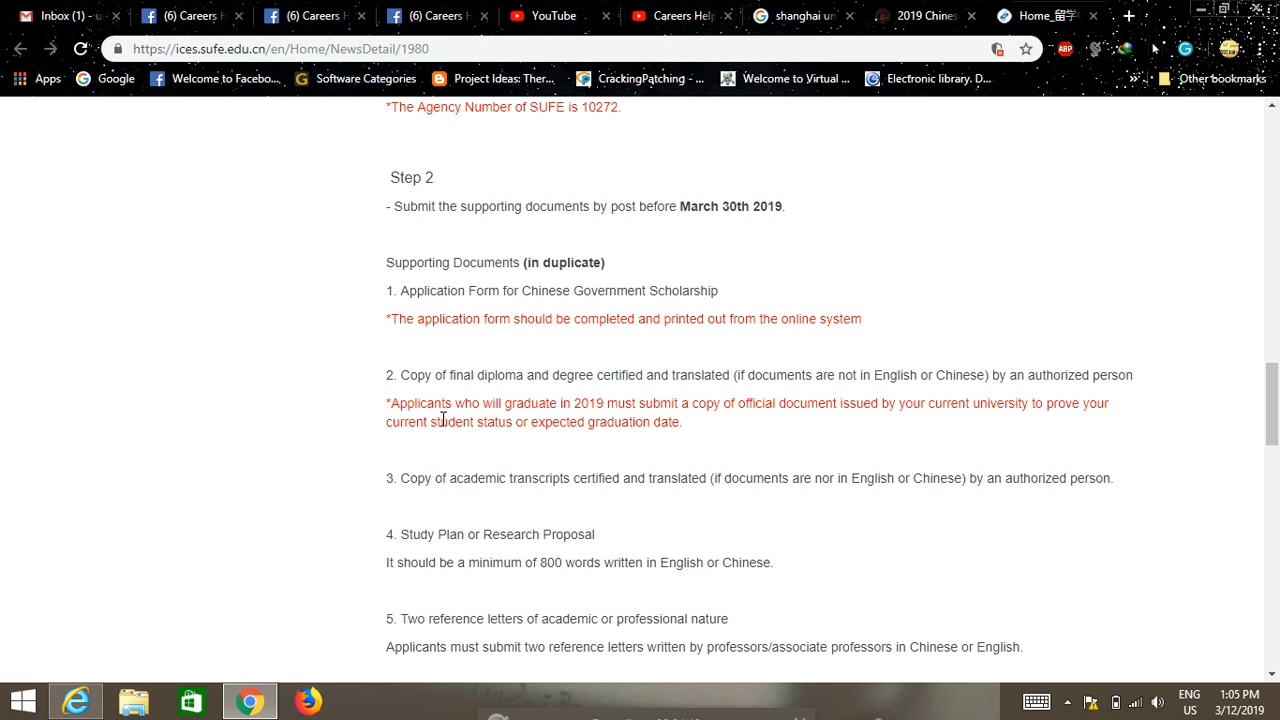 Inbox (1) - u
(6) Careers H
(6) Careers H
(6) Careers H
YouTube
Careers Help
shanghai un
2019 Chines
Home_留学
https://ices.sufe.edu.cn/en/Home/NewsDetail/1980
ABP
Apps
Google
Welcome to Facebo...
Software Categories
Project Ideas: Ther...
CrackingPatching - ...
Welcome to Virtual ...
Electronic library. D...
Other bookmarks
*The Agency Number of SUFE is 10272.
Step 2
- Submit the supporting documents by post before March 30th 2019.
Supporting Documents (in duplicate)
1. Application Form for Chinese Government Scholarship
*The application form should be completed and printed out from the online system
2. Copy of final diploma and degree certified and translated (if documents are not in English or Chinese) by an authorized person
*Applicants who will graduate in 2019 must submit a copy of official document issued by your current university to prove your
current student status or expected graduation date.
3. Copy of academic transcripts certified and translated (if documents are nor in English or Chinese) by an authorized person.
4. Study Plan or Research Proposal
It should be a minimum of 800 words written in English or Chinese.
5. Two reference letters of academic or professional nature
Applicants must submit two reference letters written by professors/associate professors in Chinese or English.
ENG
US
1:05 PM
3/12/2019